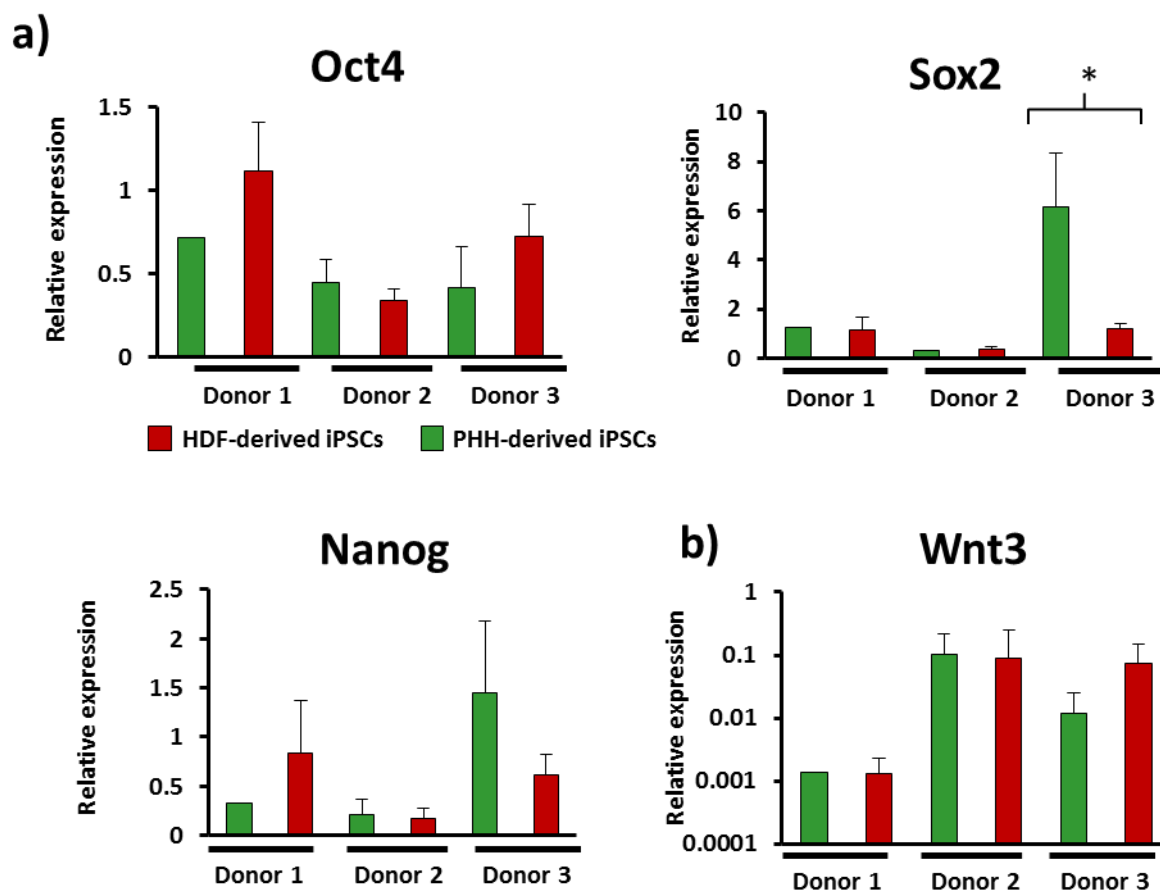 a)
Oct4
Relative expression
1.5
1
0.5
0
Donor 1 Donor 2 Donor 3
Sox2
*
Relative expression
10
8
6
4
2
0
Donor 1 Donor 2 Donor 3
HDF-derived iPSCs PHH-derived iPSCs
Nanog
Relative expression
2.5
2
1.5
1
0.5
0
Donor 1 Donor 2 Donor 3
b)
Wnt3
Relative expression
1
0.1
0.01
0.001
0.0001
Donor 1 Donor 2 Donor 3